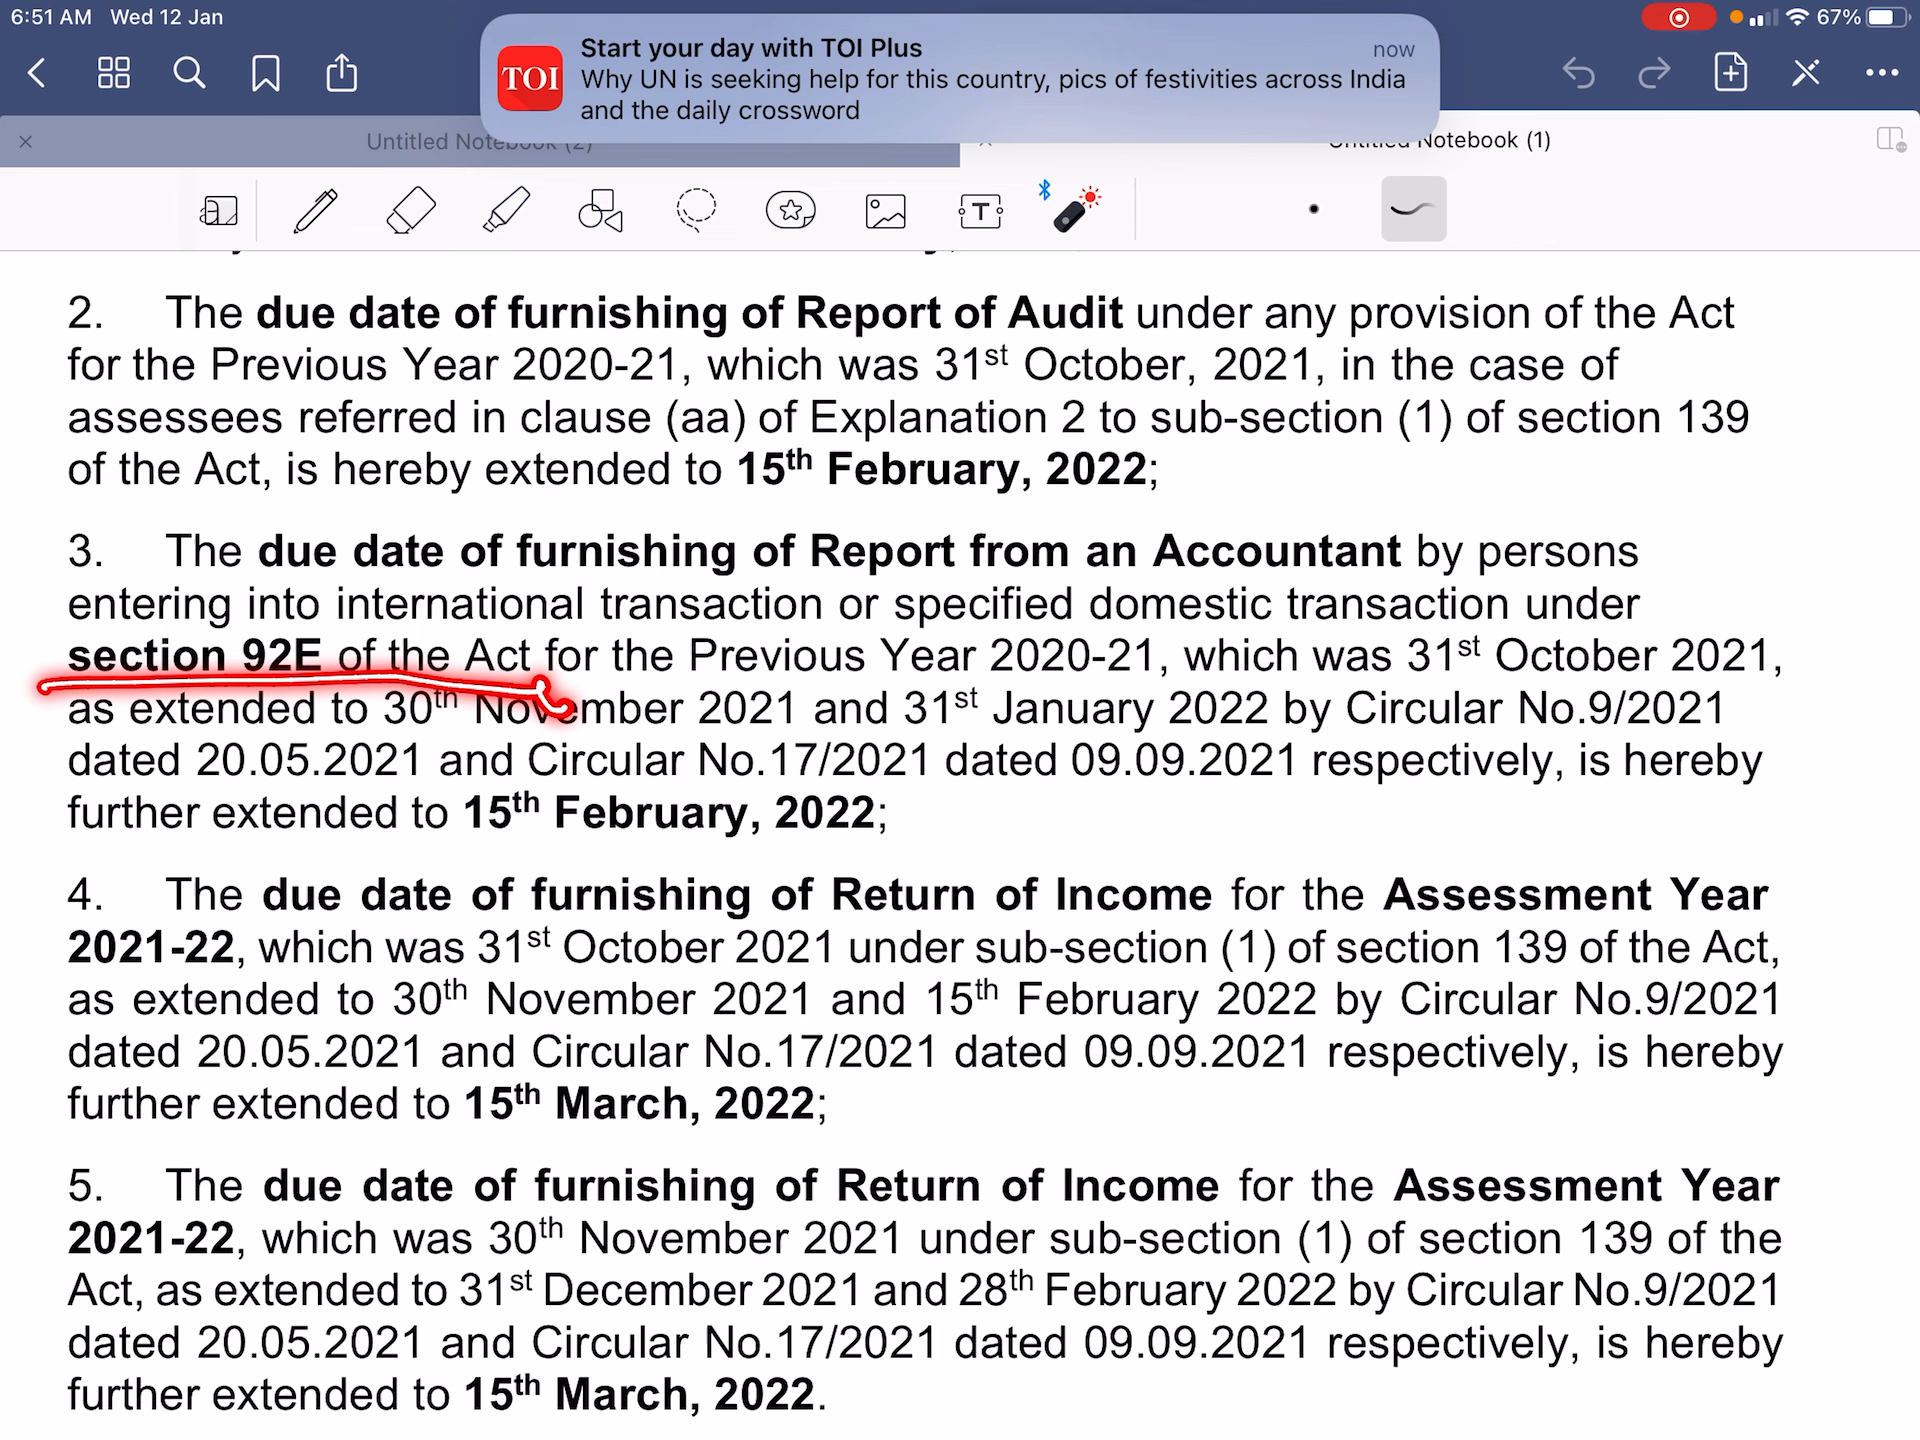 6:51 AM Wed 12 Jan
67%
TOI
Start your day with TOI Plus
now
Why UN is seeking help for this country, pics of festivities across India
and the daily crossword
Untitled Notebook (2)
Untitled Notebook (1)
2. The due date of furnishing of Report of Audit under any provision of the Act
for the Previous Year 2020-21, which was 31st October, 2021, in the case of
assessees referred in clause (aa) of Explanation 2 to sub-section (1) of section 139
of the Act, is hereby extended to 15th February, 2022;
3. The due date of furnishing of Report from an Accountant by persons
entering into international transaction or specified domestic transaction under
section 92E of the Act for the Previous Year 2020-21, which was 31st October 2021,
as extended to 30th November 2021 and 31st January 2022 by Circular No.9/2021
dated 20.05.2021 and Circular No.17/2021 dated 09.09.2021 respectively, is hereby
further extended to 15th February, 2022;
4. The due date of furnishing of Return of Income for the Assessment Year
2021-22, which was 31st October 2021 under sub-section (1) of section 139 of the Act,
as extended to 30th November 2021 and 15th February 2022 by Circular No.9/2021
dated 20.05.2021 and Circular No.17/2021 dated 09.09.2021 respectively, is hereby
further extended to 15th March, 2022;
5. The due date of furnishing of Return of Income for the Assessment Year
2021-22, which was 30th November 2021 under sub-section (1) of section 139 of the
Act, as extended to 31st December 2021 and 28th February 2022 by Circular No.9/2021
dated 20.05.2021 and Circular No.17/2021 dated 09.09.2021 respectively, is hereby
further extended to 15th March, 2022.